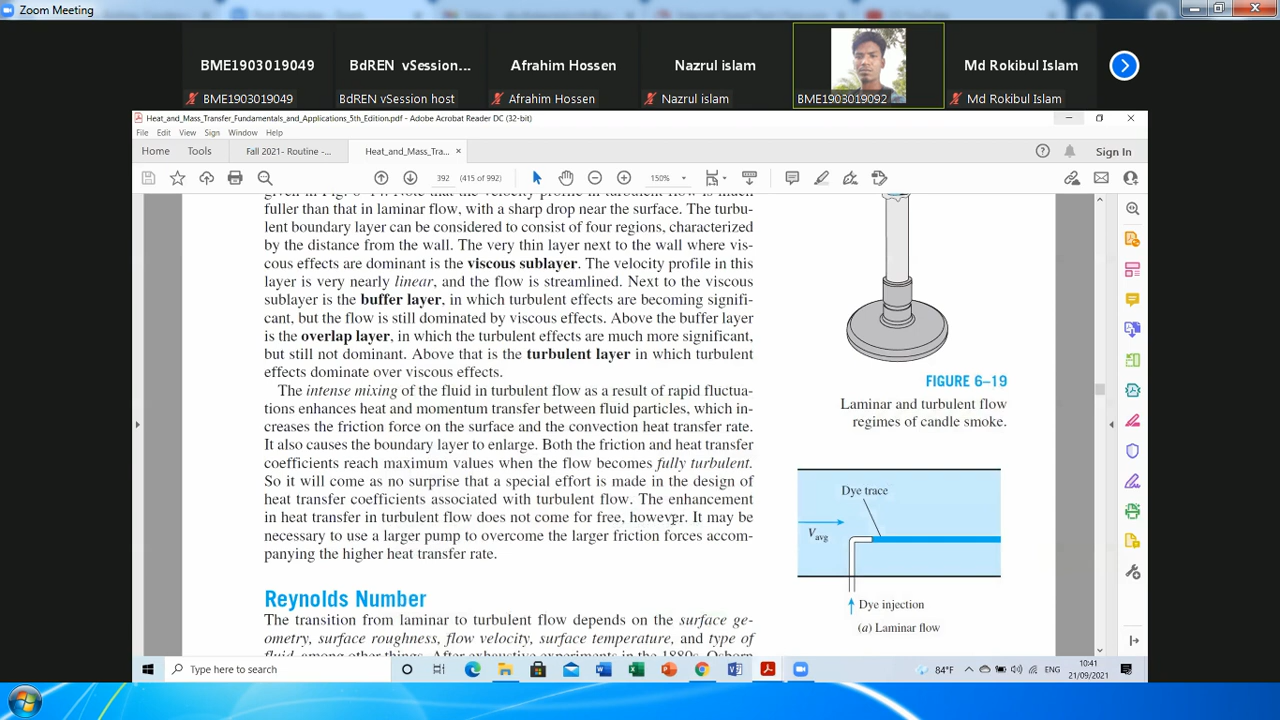 Zoom Meeting
BME1903019049
BdREN vSession...
Afrahim Hossen
Nazrul islam
Md Rokibul Islam
BME1903019049
BdREN vSession host
Afrahim Hossen
Nazrul islam
BME1903019092
Md Rokibul Islam
Heat_and_Mass_Transfer_Fundamentals_and_Applications_5th_Edition.pdf - Adobe Acrobat Reader DC (32-bit)
File Edit View Sign Window Help
Home Tools Fall 2021- Routine -... Heat_and_Mass_Tra... × Sign In
392 (415 of 992) 150%
fuller than that in laminar flow, with a sharp drop near the surface. The turbu-
lent boundary layer can be considered to consist of four regions, characterized
by the distance from the wall. The very thin layer next to the wall where vis-
cous effects are dominant is the viscous sublayer. The velocity profile in this
layer is very nearly linear, and the flow is streamlined. Next to the viscous
sublayer is the buffer layer, in which turbulent effects are becoming signifi-
cant, but the flow is still dominated by viscous effects. Above the buffer layer
is the overlap layer, in which the turbulent effects are much more significant,
but still not dominant. Above that is the turbulent layer in which turbulent
effects dominate over viscous effects.
The intense mixing of the fluid in turbulent flow as a result of rapid fluctua-
tions enhances heat and momentum transfer between fluid particles, which in-
creases the friction force on the surface and the convection heat transfer rate.
It also causes the boundary layer to enlarge. Both the friction and heat transfer
coefficients reach maximum values when the flow becomes fully turbulent.
So it will come as no surprise that a special effort is made in the design of
heat transfer coefficients associated with turbulent flow. The enhancement
in heat transfer in turbulent flow does not come for free, however. It may be
necessary to use a larger pump to overcome the larger friction forces accom-
panying the higher heat transfer rate.
Reynolds Number
The transition from laminar to turbulent flow depends on the surface ge-
ometry, surface roughness, flow velocity, surface temperature, and type of
FIGURE 6–19
Laminar and turbulent flow
regimes of candle smoke.
Dye trace
Vavg
Dye injection
(a) Laminar flow
Type here to search
84°F
ENG
10:41
21/09/2021